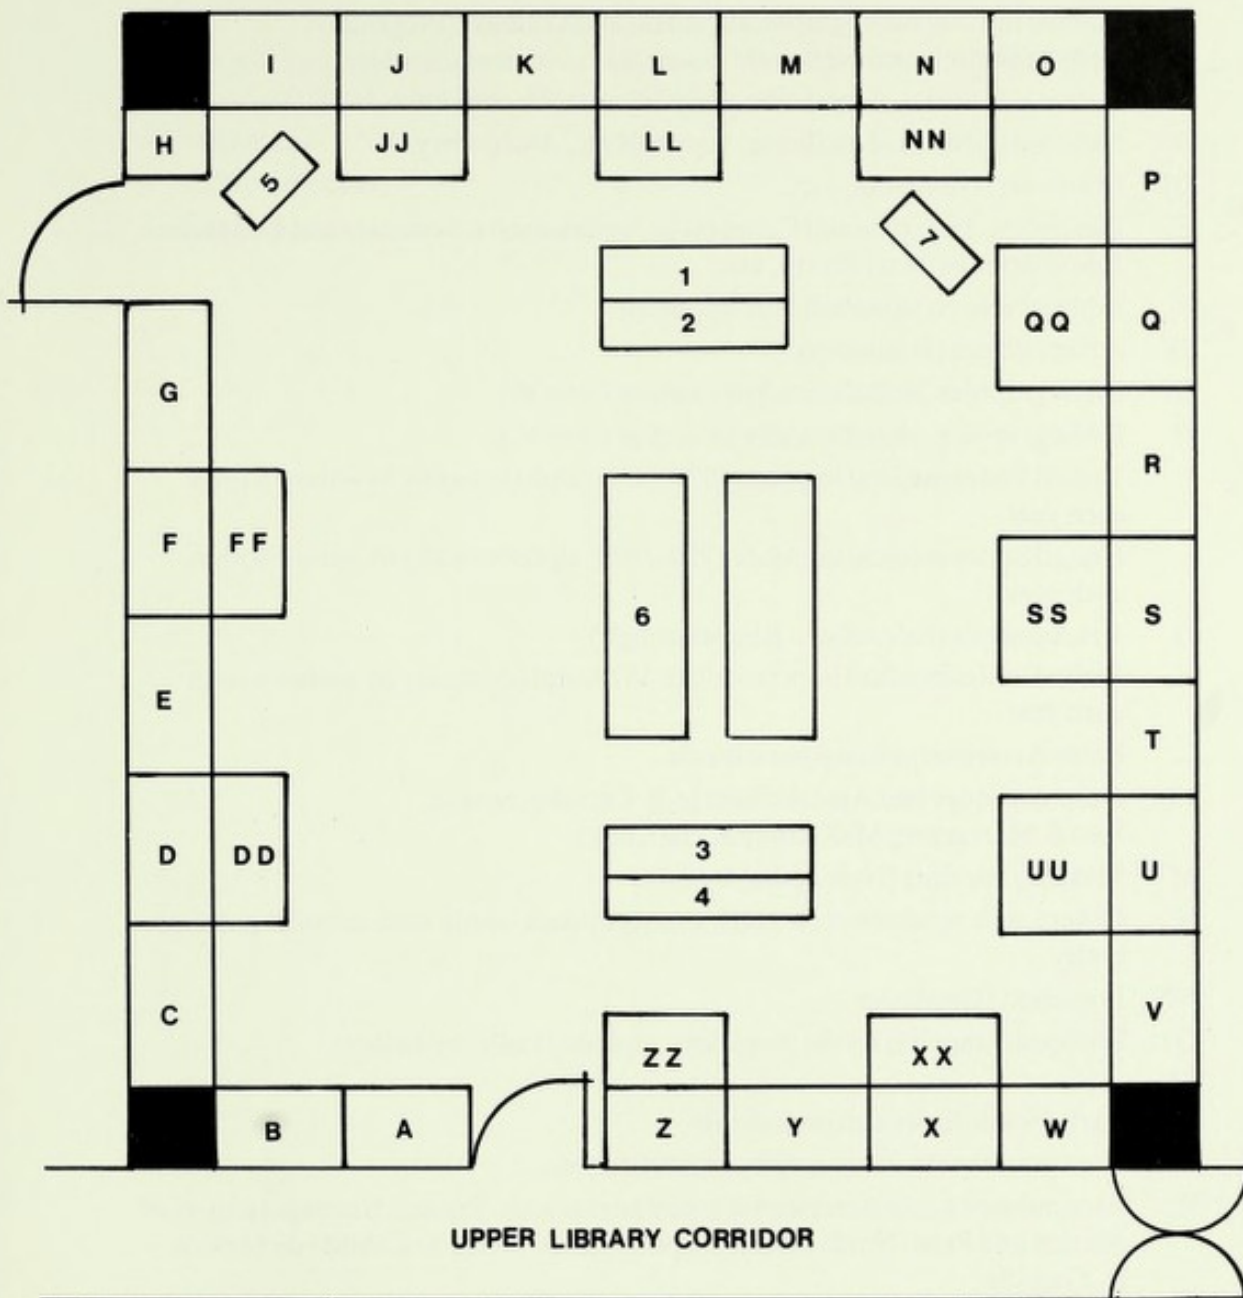 I J K L M N O
H JJ LL NN
5 7 P
1
2 QQ Q
G
R
F FF
6 SS S
E
T
3
D DD UU U
4
C V
ZZ XX
B A Z Y X W
UPPER LIBRARY CORRIDOR